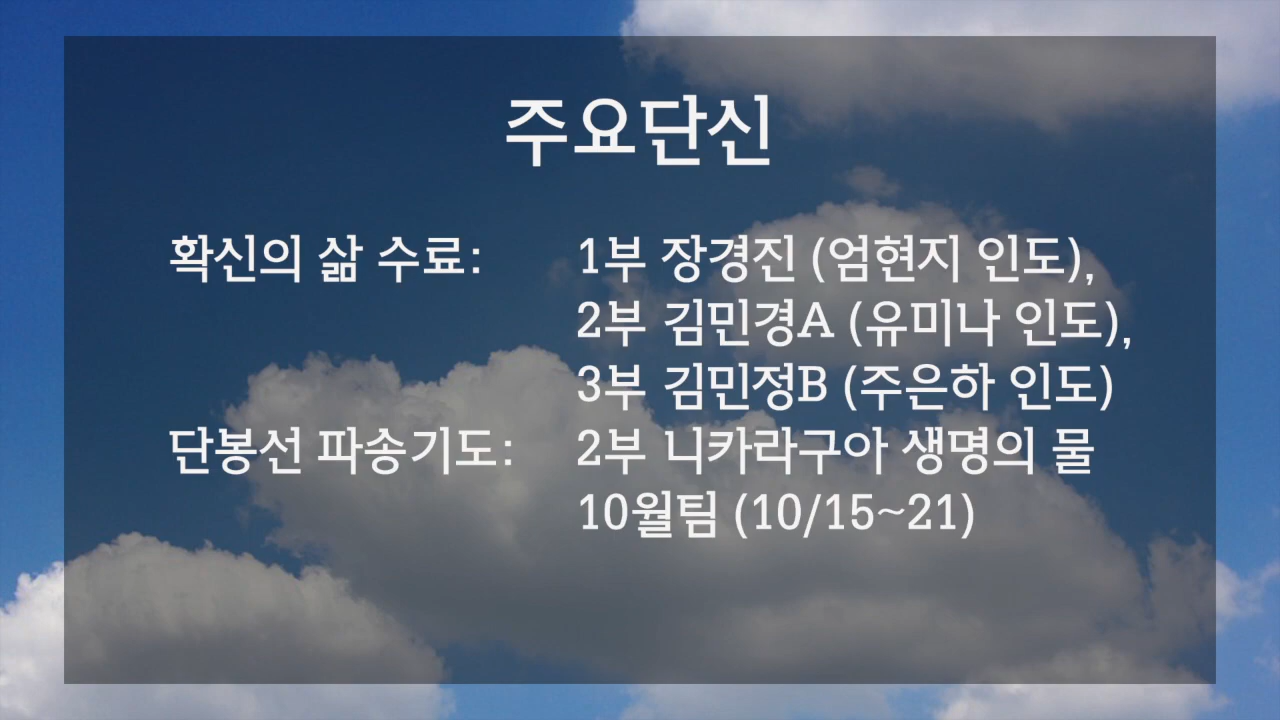 주요단신
확신의 삶 수료: 1부 장경진 (엄현지 인도),
2부 김민경A (유미나 인도),
3부 김민정B (주은하 인도)
단봉선 파송기도: 2부 니카라구아 생명의 물
10월팀 (10/15~21)